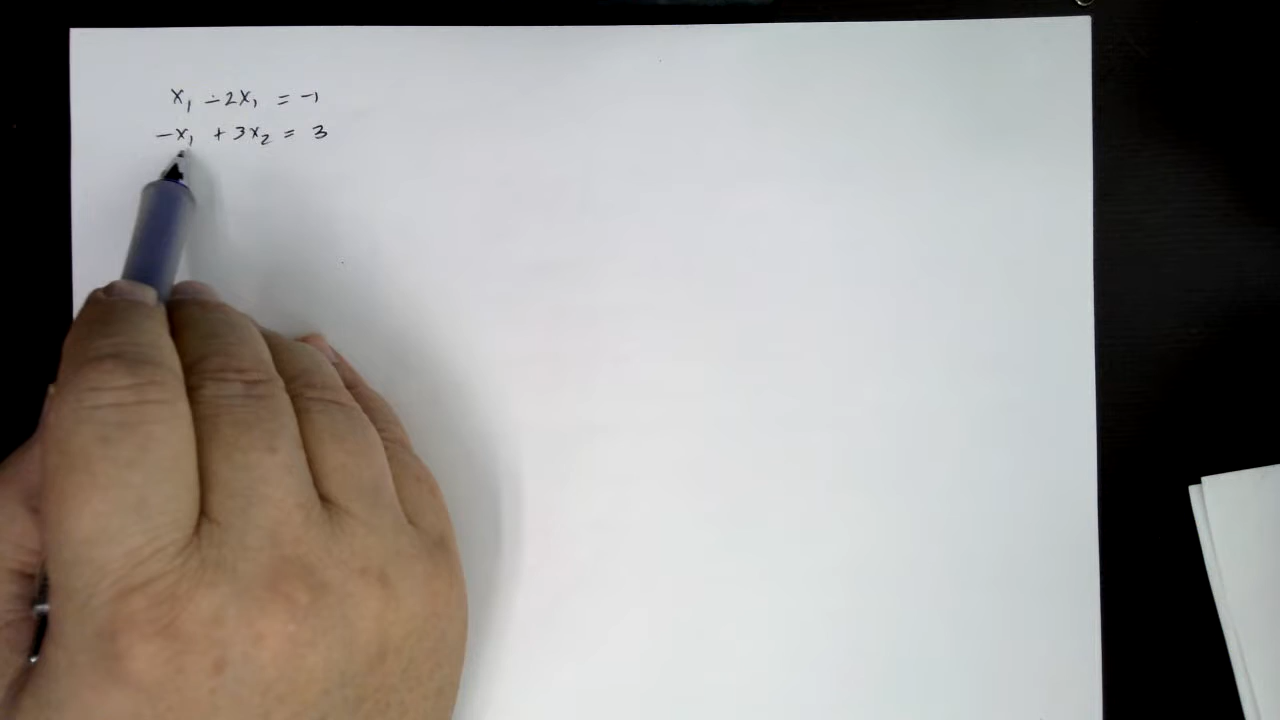 x₁ - 2x₁ = -1
-x₁ + 3x₂ = 3